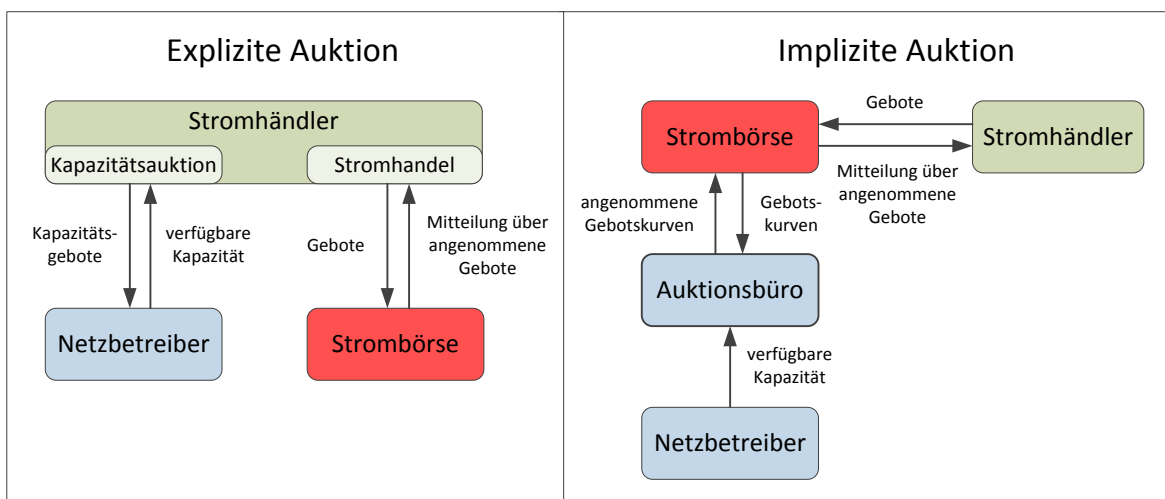 Explizite Auktion
Stromhändler
Kapazitätsauktion
Stromhandel
Kapazitäts-
gebote
verfügbare
Kapazität
Gebote
Mitteilung über
angenommene
Gebote
Netzbetreiber
Strombörse
Implizite Auktion
Strombörse
Gebote
Stromhändler
Mitteilung über
angenommene
Gebote
angenommene
Gebotskurven
Gebots-
kurven
Auktionsbüro
verfügbare
Kapazität
Netzbetreiber